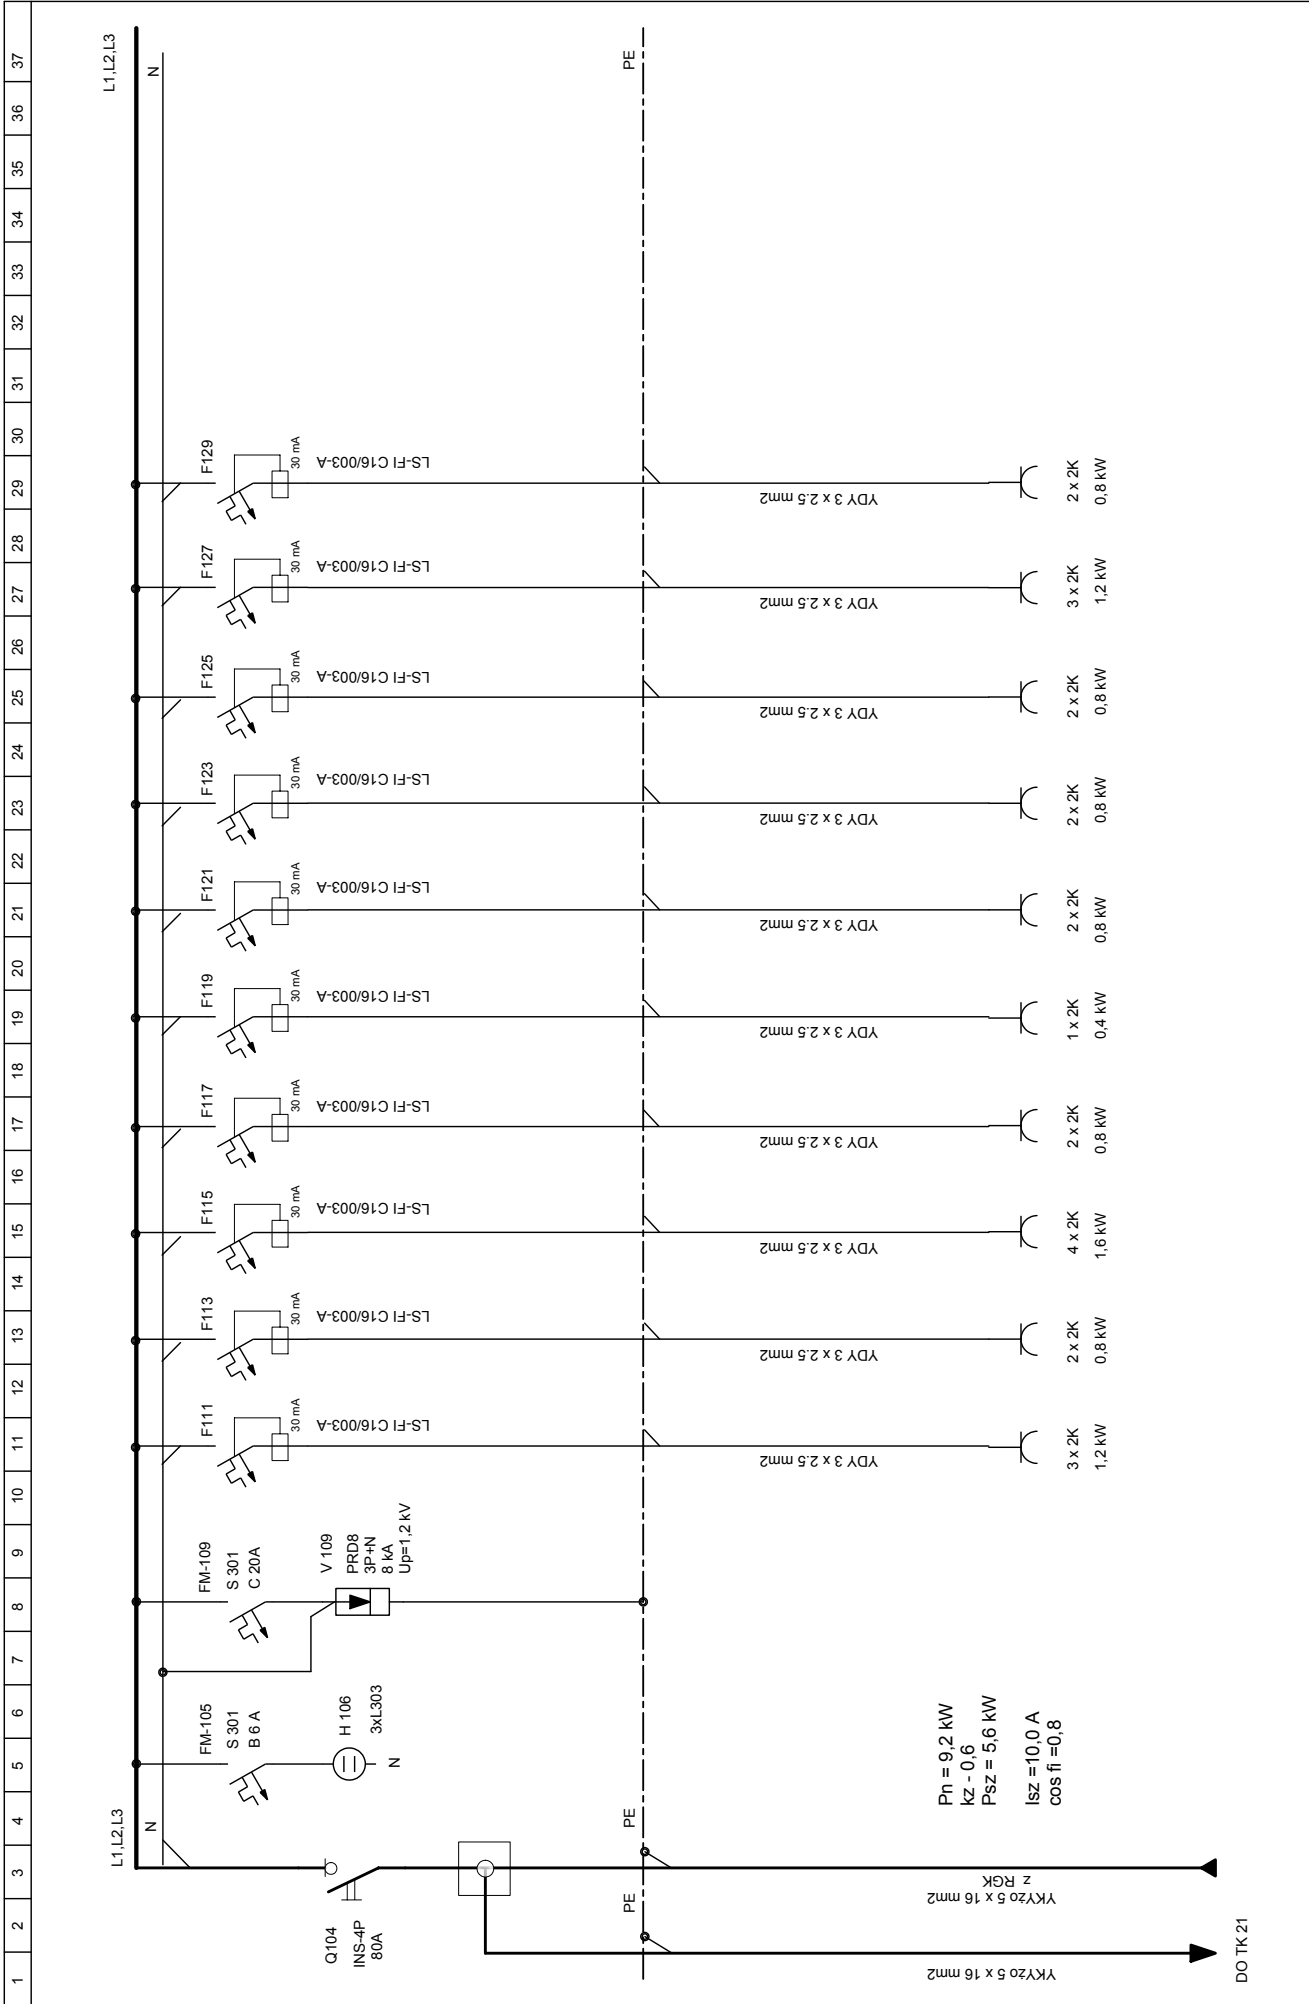 1
2
3
4
5
6
7
8
9
10
11
12
13
14
15
16
17
18
19
20
21
22
23
24
25
26
27
28
29
30
31
32
33
34
35
36
37
L1,L2,L3
N
L1,L2,L3
N
PE
PE
PE
Q104
INS-4P
80A
YKYżo 5 x 16 mm2
DO TK 21
YKYżo 5 x 16 mm2
z RGK
FM-105
S 301
B 6 A
H 106
3xL303
N
FM-109
S 301
C 20A
V 109
PRD8
3P+N
8 kA
Up=1,2 kV
Pn = 9,2 kW
kz - 0,6
Psz = 5,6 kW
Isz =10,0 A
cos fi =0,8
F111
30 mA
LS-FI C16/003-A
YDY 3 x 2.5 mm2
3 x 2K
1,2 kW
F113
30 mA
LS-FI C16/003-A
YDY 3 x 2.5 mm2
2 x 2K
0,8 kW
F115
30 mA
LS-FI C16/003-A
YDY 3 x 2.5 mm2
4 x 2K
1,6 kW
F117
30 mA
LS-FI C16/003-A
YDY 3 x 2.5 mm2
2 x 2K
0,8 kW
F119
30 mA
LS-FI C16/003-A
YDY 3 x 2.5 mm2
1 x 2K
0,4 kW
F121
30 mA
LS-FI C16/003-A
YDY 3 x 2.5 mm2
2 x 2K
0,8 kW
F123
30 mA
LS-FI C16/003-A
YDY 3 x 2.5 mm2
2 x 2K
0,8 kW
F125
30 mA
LS-FI C16/003-A
YDY 3 x 2.5 mm2
2 x 2K
0,8 kW
F127
30 mA
LS-FI C16/003-A
YDY 3 x 2.5 mm2
3 x 2K
1,2 kW
F129
30 mA
LS-FI C16/003-A
YDY 3 x 2.5 mm2
2 x 2K
0,8 kW